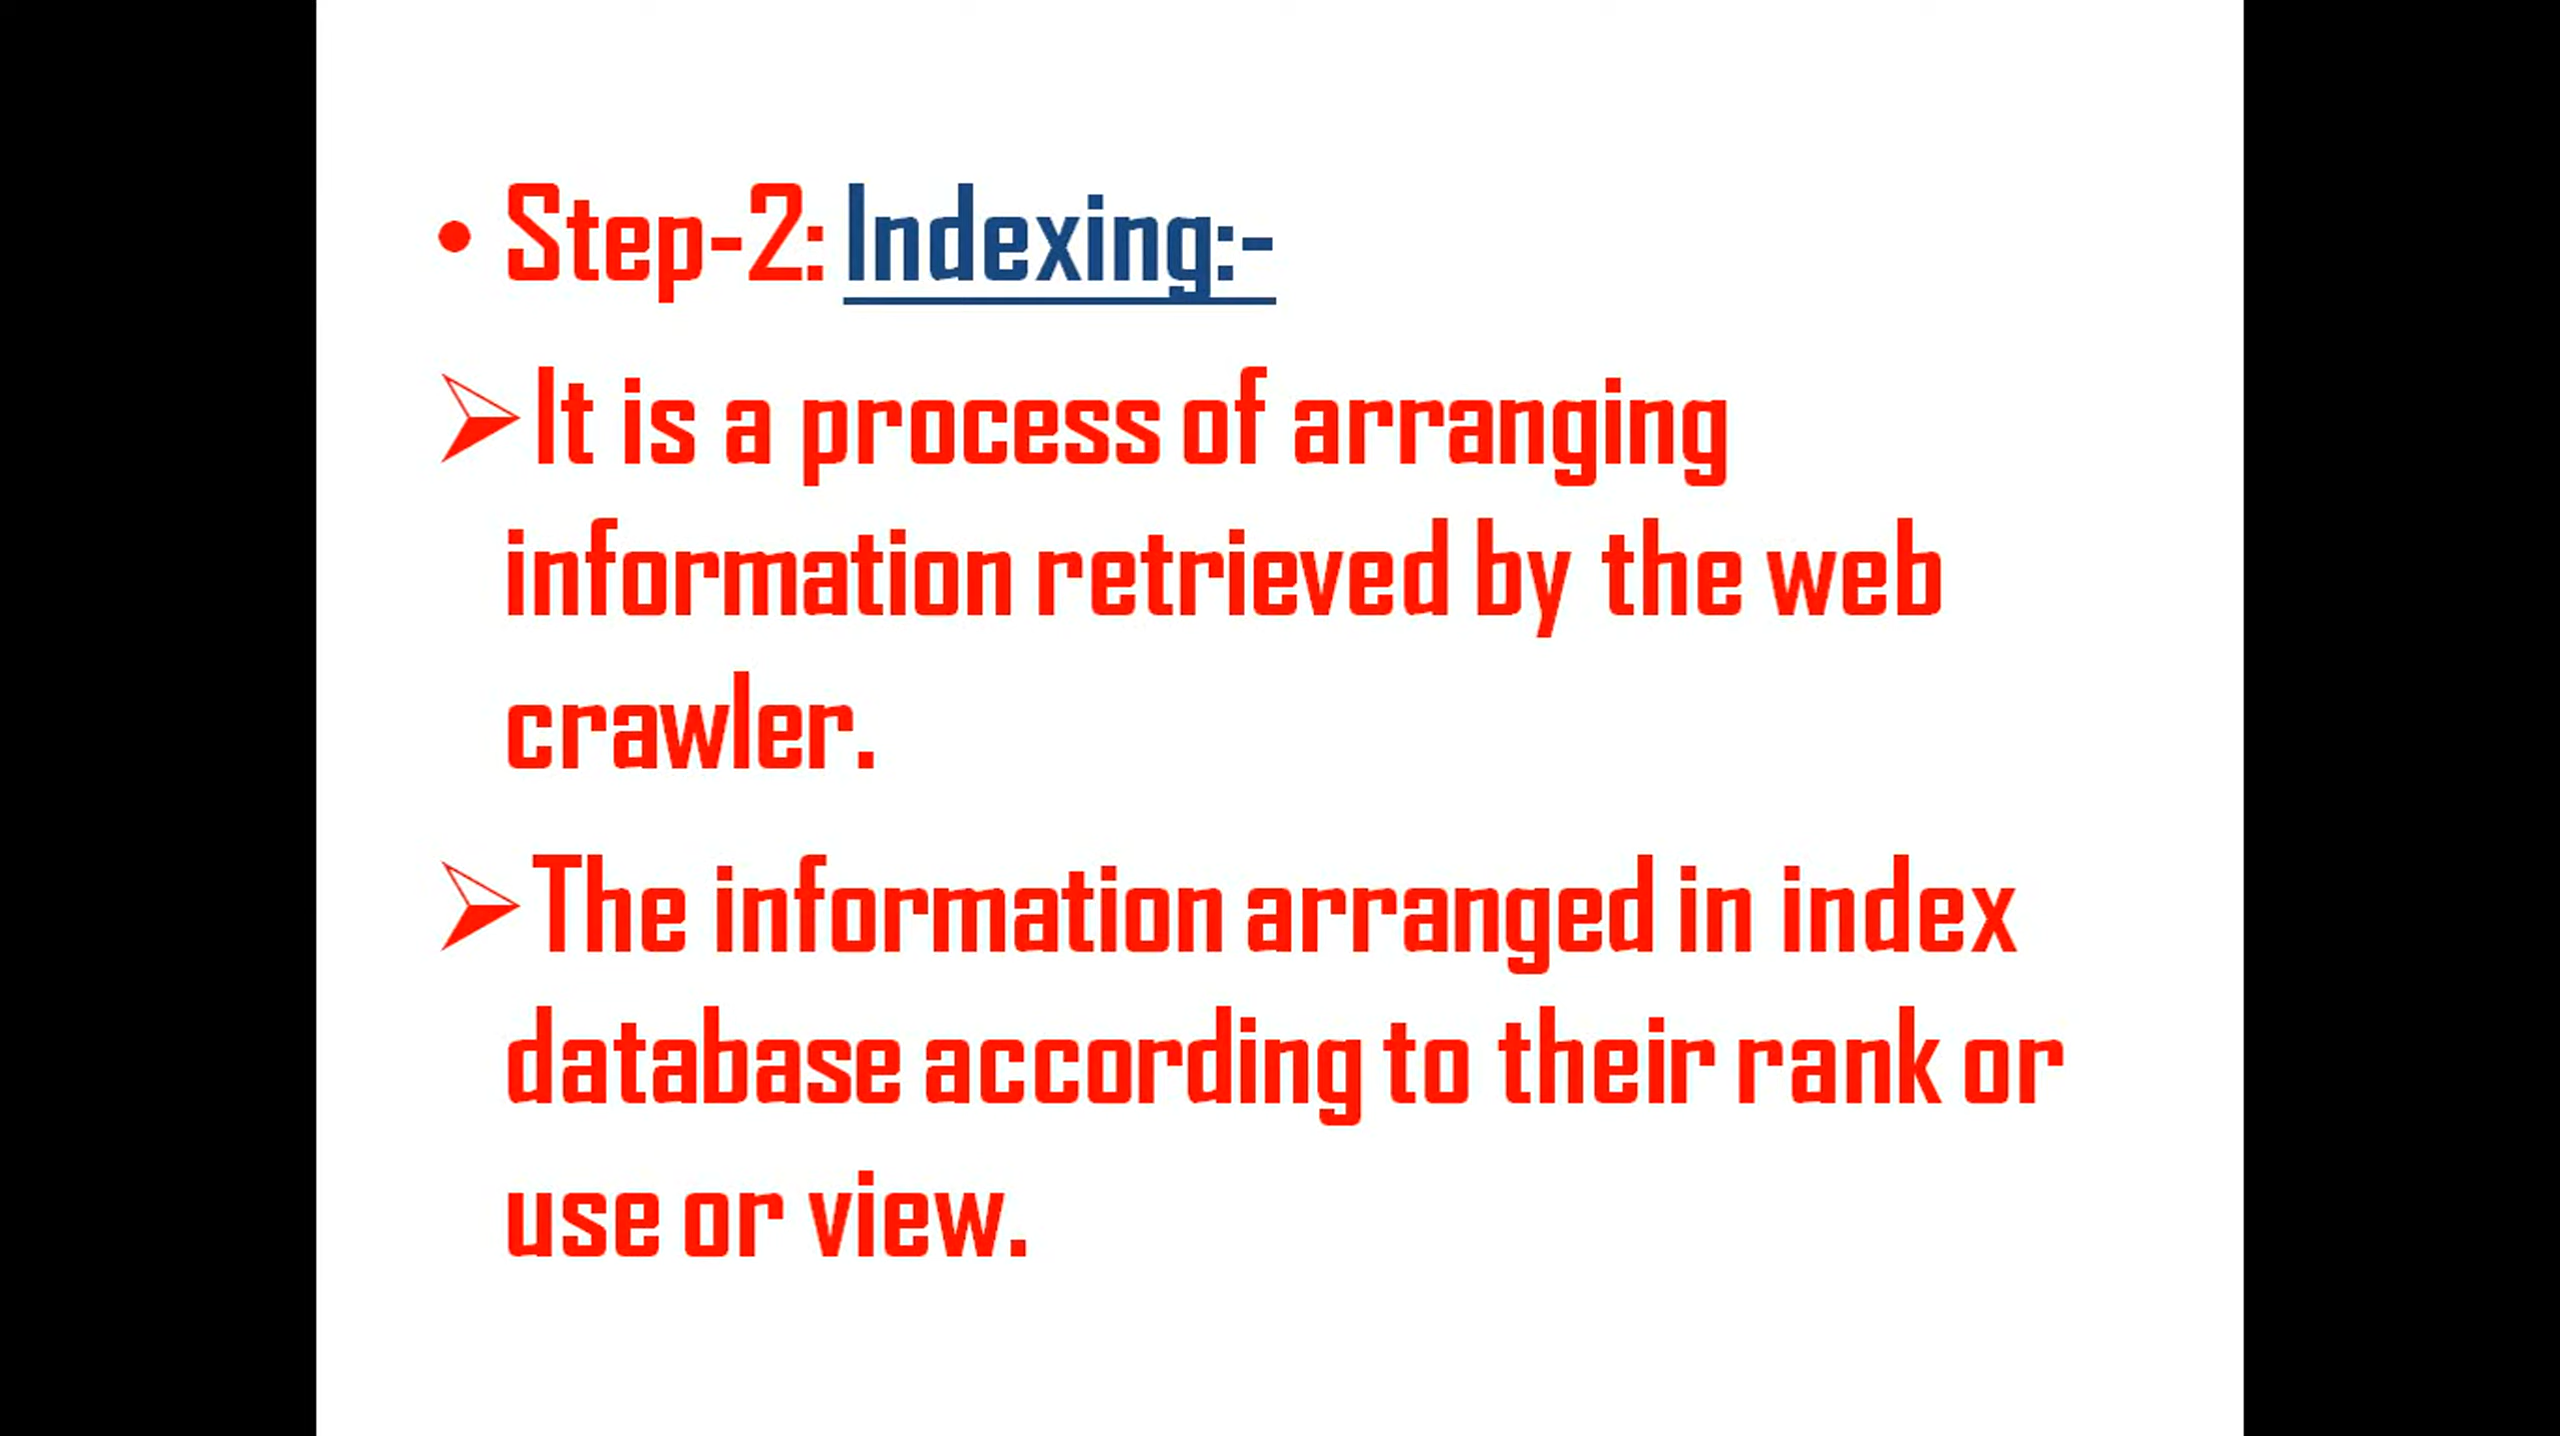 • Step-2: Indexing:-
➢It is a process of arranging
information retrieved by the web
crawler.
➢The information arranged in index
database according to their rank or
use or view.